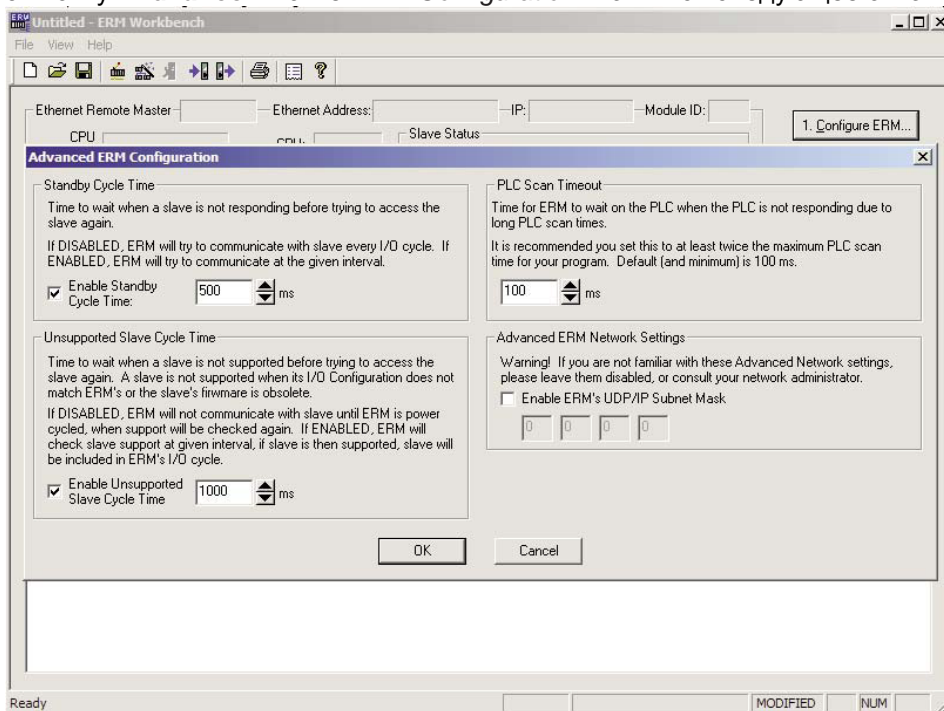 Untitled - ERM Workbench
File View Help
Ethernet Remote Master
Ethernet Address:
IP:
Module ID:
1. Configure ERM...
CPU
Slave Status
Advanced ERM Configuration
Standby Cycle Time
Time to wait when a slave is not responding before trying to access the
slave again.
If DISABLED, ERM will try to communicate with slave every I/O cycle. If
ENABLED, ERM will try to communicate at the given interval.
Enable Standby
Cycle Time:
500
ms
PLC Scan Timeout
Time for ERM to wait on the PLC when the PLC is not responding due to
long PLC scan times.
It is recommended you set this to at least twice the maximum PLC scan
time for your program. Default (and minimum) is 100 ms.
100
ms
Unsupported Slave Cycle Time
Time to wait when a slave is not supported before trying to access the
slave again. A slave is not supported when its I/O Configuration does not
match ERM's or the slave's firmware is obsolete.
If DISABLED, ERM will not communicate with slave until ERM is power
cycled, when support will be checked again. If ENABLED, ERM will
check slave support at given interval, if slave is then supported, slave will
be included in ERM's I/O cycle.
Enable Unsupported
Slave Cycle Time
1000
ms
Advanced ERM Network Settings
Warning! If you are not familiar with these Advanced Network settings,
please leave them disabled, or consult your network administrator.
Enable ERM's UDP/IP Subnet Mask
0 0 0 0
OK
Cancel
Ready
MODIFIED
NUM